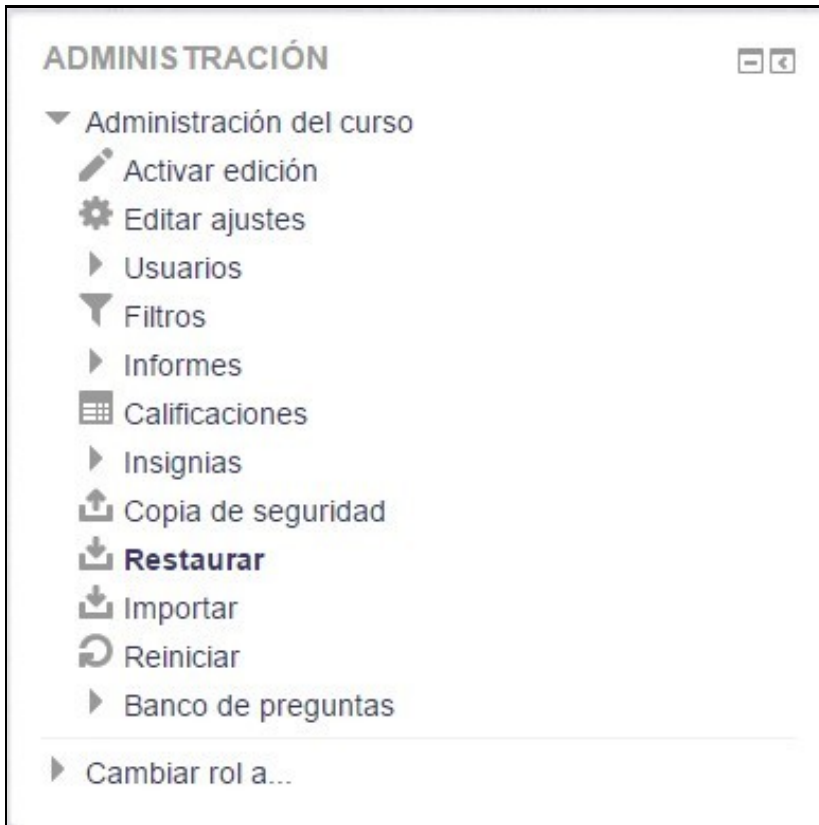 ADMINISTRACIÓN
Administración del curso
Activar edición
Editar ajustes
Usuarios
Filtros
Informes
Calificaciones
Insignias
Copia de seguridad
Restaurar
Importar
Reiniciar
Banco de preguntas
Cambiar rol a...